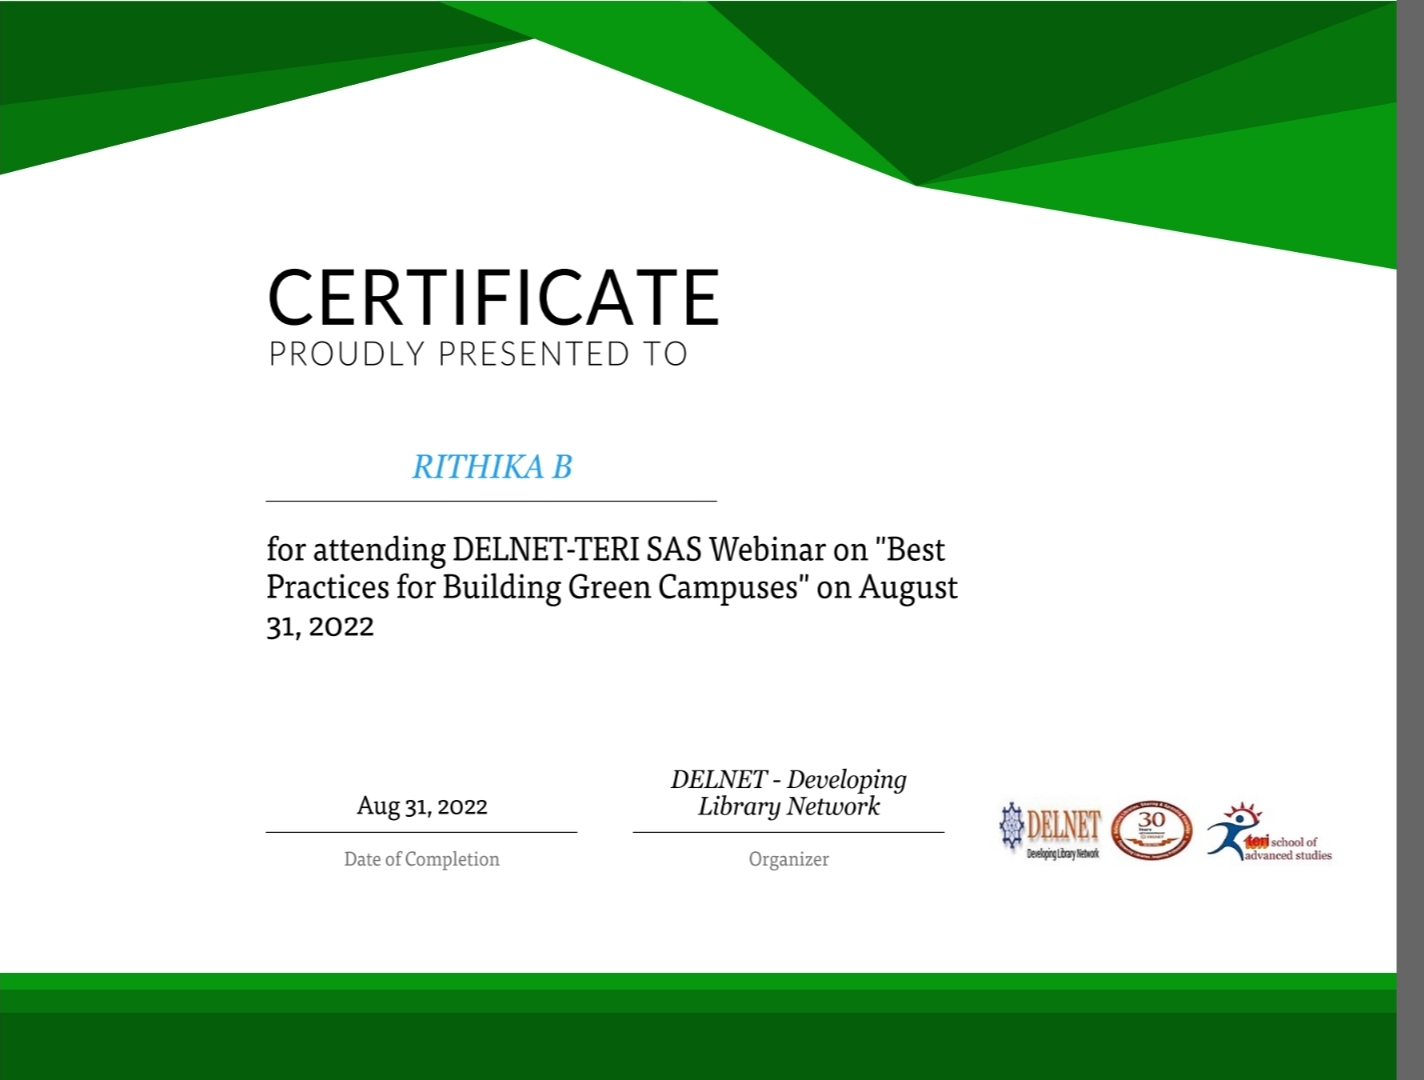 CERTIFICATE
PROUDLY PRESENTED TO
RITHIKA B
for attending DELNET-TERI SAS Webinar on "Best
Practices for Building Green Campuses" on August
31, 2022
Aug 31, 2022
Date of Completion
DELNET - Developing
Library Network
Organizer
DELNET
Developing Library Network
30
Years
teri school of
advanced studies